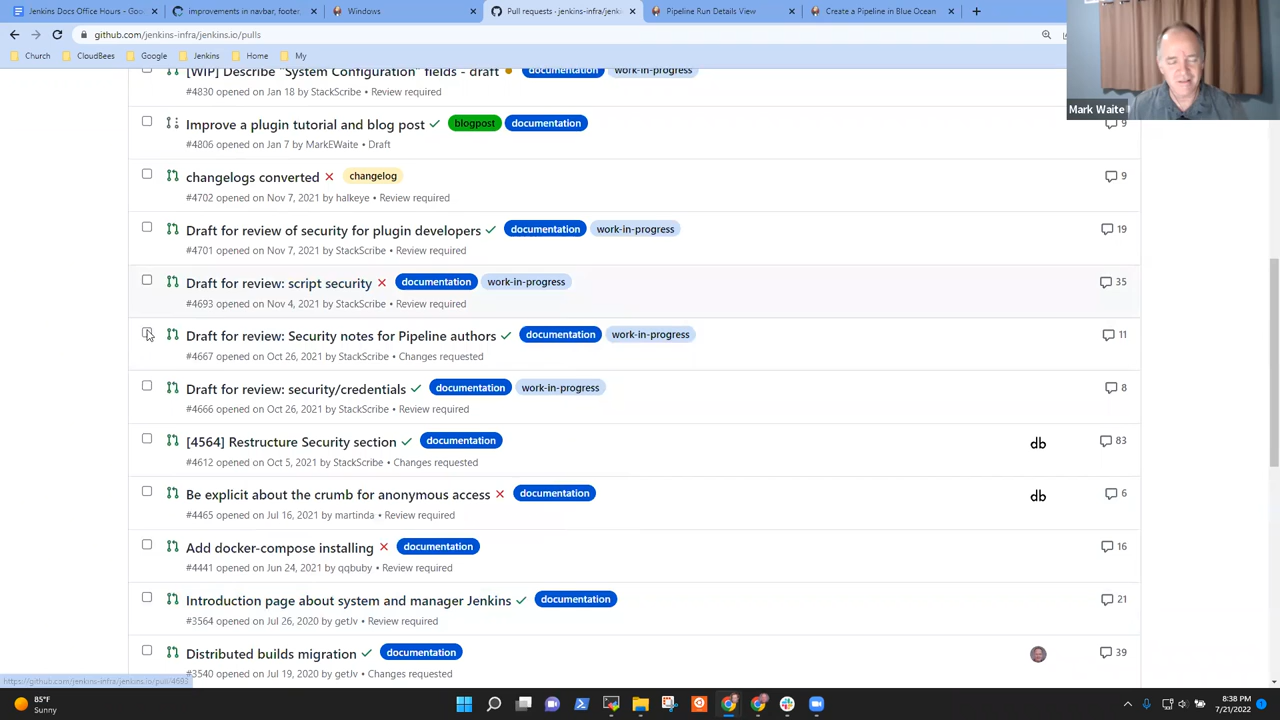 Jenkins Docs Office Hours - Goo
improvements in navbar, footer,
Windows
Pull requests · jenkins-infra/jen
Pipeline Run Details View
Create a Pipeline in Blue Ocean
github.com/jenkins-infra/jenkins.io/pulls
Church
CloudBees
Google
Jenkins
Home
My
Mark Waite
[WIP] Describe "System Configuration" fields - draft documentation work-in-progress
#4830 opened on Jan 18 by StackScribe • Review required
Improve a plugin tutorial and blog post blogpost documentation 9
#4806 opened on Jan 7 by MarkEWaite • Draft
changelogs converted changelog 9
#4702 opened on Nov 7, 2021 by halkeye • Review required
Draft for review of security for plugin developers documentation work-in-progress 19
#4701 opened on Nov 7, 2021 by StackScribe • Review required
Draft for review: script security documentation work-in-progress 35
#4693 opened on Nov 4, 2021 by StackScribe • Review required
Draft for review: Security notes for Pipeline authors documentation work-in-progress 11
#4667 opened on Oct 26, 2021 by StackScribe • Changes requested
Draft for review: security/credentials documentation work-in-progress 8
#4666 opened on Oct 26, 2021 by StackScribe • Review required
[4564] Restructure Security section documentation db 83
#4612 opened on Oct 5, 2021 by StackScribe • Changes requested
Be explicit about the crumb for anonymous access documentation db 6
#4465 opened on Jul 16, 2021 by martinda • Review required
Add docker-compose installing documentation 16
#4441 opened on Jun 24, 2021 by qqbuby • Review required
Introduction page about system and manager Jenkins documentation 21
#3564 opened on Jul 26, 2020 by getJv • Review required
Distributed builds migration documentation 39
#3540 opened on Jul 19, 2020 by getJv • Changes requested
https://github.com/jenkins-infra/jenkins.io/pull/4693
85°F
Sunny
8:38 PM
7/21/2022